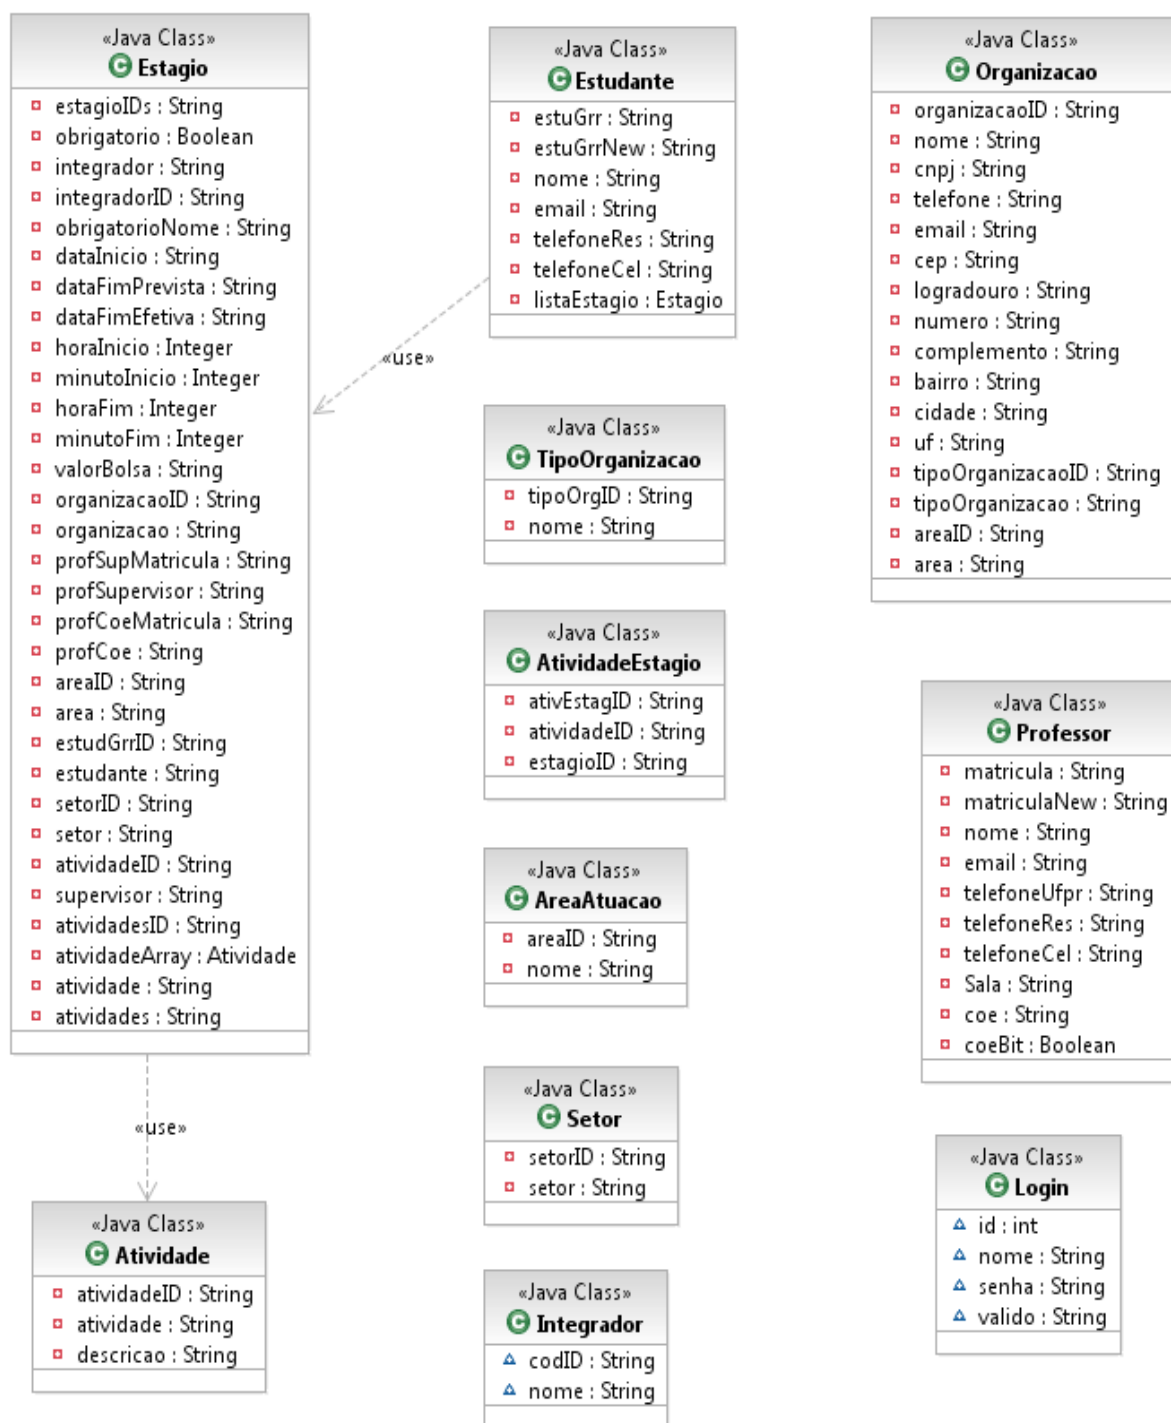 «Java Class»
Estagio
estagioIDs : String
obrigatorio : Boolean
integrador : String
integradorID : String
obrigatorioNome : String
dataInicio : String
dataFimPrevista : String
dataFimEfetiva : String
horaInicio : Integer
minutoInicio : Integer
horaFim : Integer
minutoFim : Integer
valorBolsa : String
organizacaoID : String
organizacao : String
profSupMatricula : String
profSupervisor : String
profCoeMatricula : String
profCoe : String
areaID : String
area : String
estudGrrID : String
estudante : String
setorID : String
setor : String
atividadeID : String
supervisor : String
atividadesID : String
atividadeArray : Atividade
atividade : String
atividades : String
«use»
«Java Class»
Atividade
atividadeID : String
atividade : String
descricao : String
«Java Class»
Estudante
estuGrr : String
estuGrrNew : String
nome : String
email : String
telefoneRes : String
telefoneCel : String
listaEstagio : Estagio
«use»
«Java Class»
TipoOrganizacao
tipoOrgID : String
nome : String
«Java Class»
AtividadeEstagio
ativEstagID : String
atividadeID : String
estagioID : String
«Java Class»
AreaAtuacao
areaID : String
nome : String
«Java Class»
Setor
setorID : String
setor : String
«Java Class»
Integrador
codID : String
nome : String
«Java Class»
Organizacao
organizacaoID : String
nome : String
cnpj : String
telefone : String
email : String
cep : String
logradouro : String
numero : String
complemento : String
bairro : String
cidade : String
uf : String
tipoOrganizacaoID : String
tipoOrganizacao : String
areaID : String
area : String
«Java Class»
Professor
matricula : String
matriculaNew : String
nome : String
email : String
telefoneUfpr : String
telefoneRes : String
telefoneCel : String
Sala : String
coe : String
coeBit : Boolean
«Java Class»
Login
id : int
nome : String
senha : String
valido : String